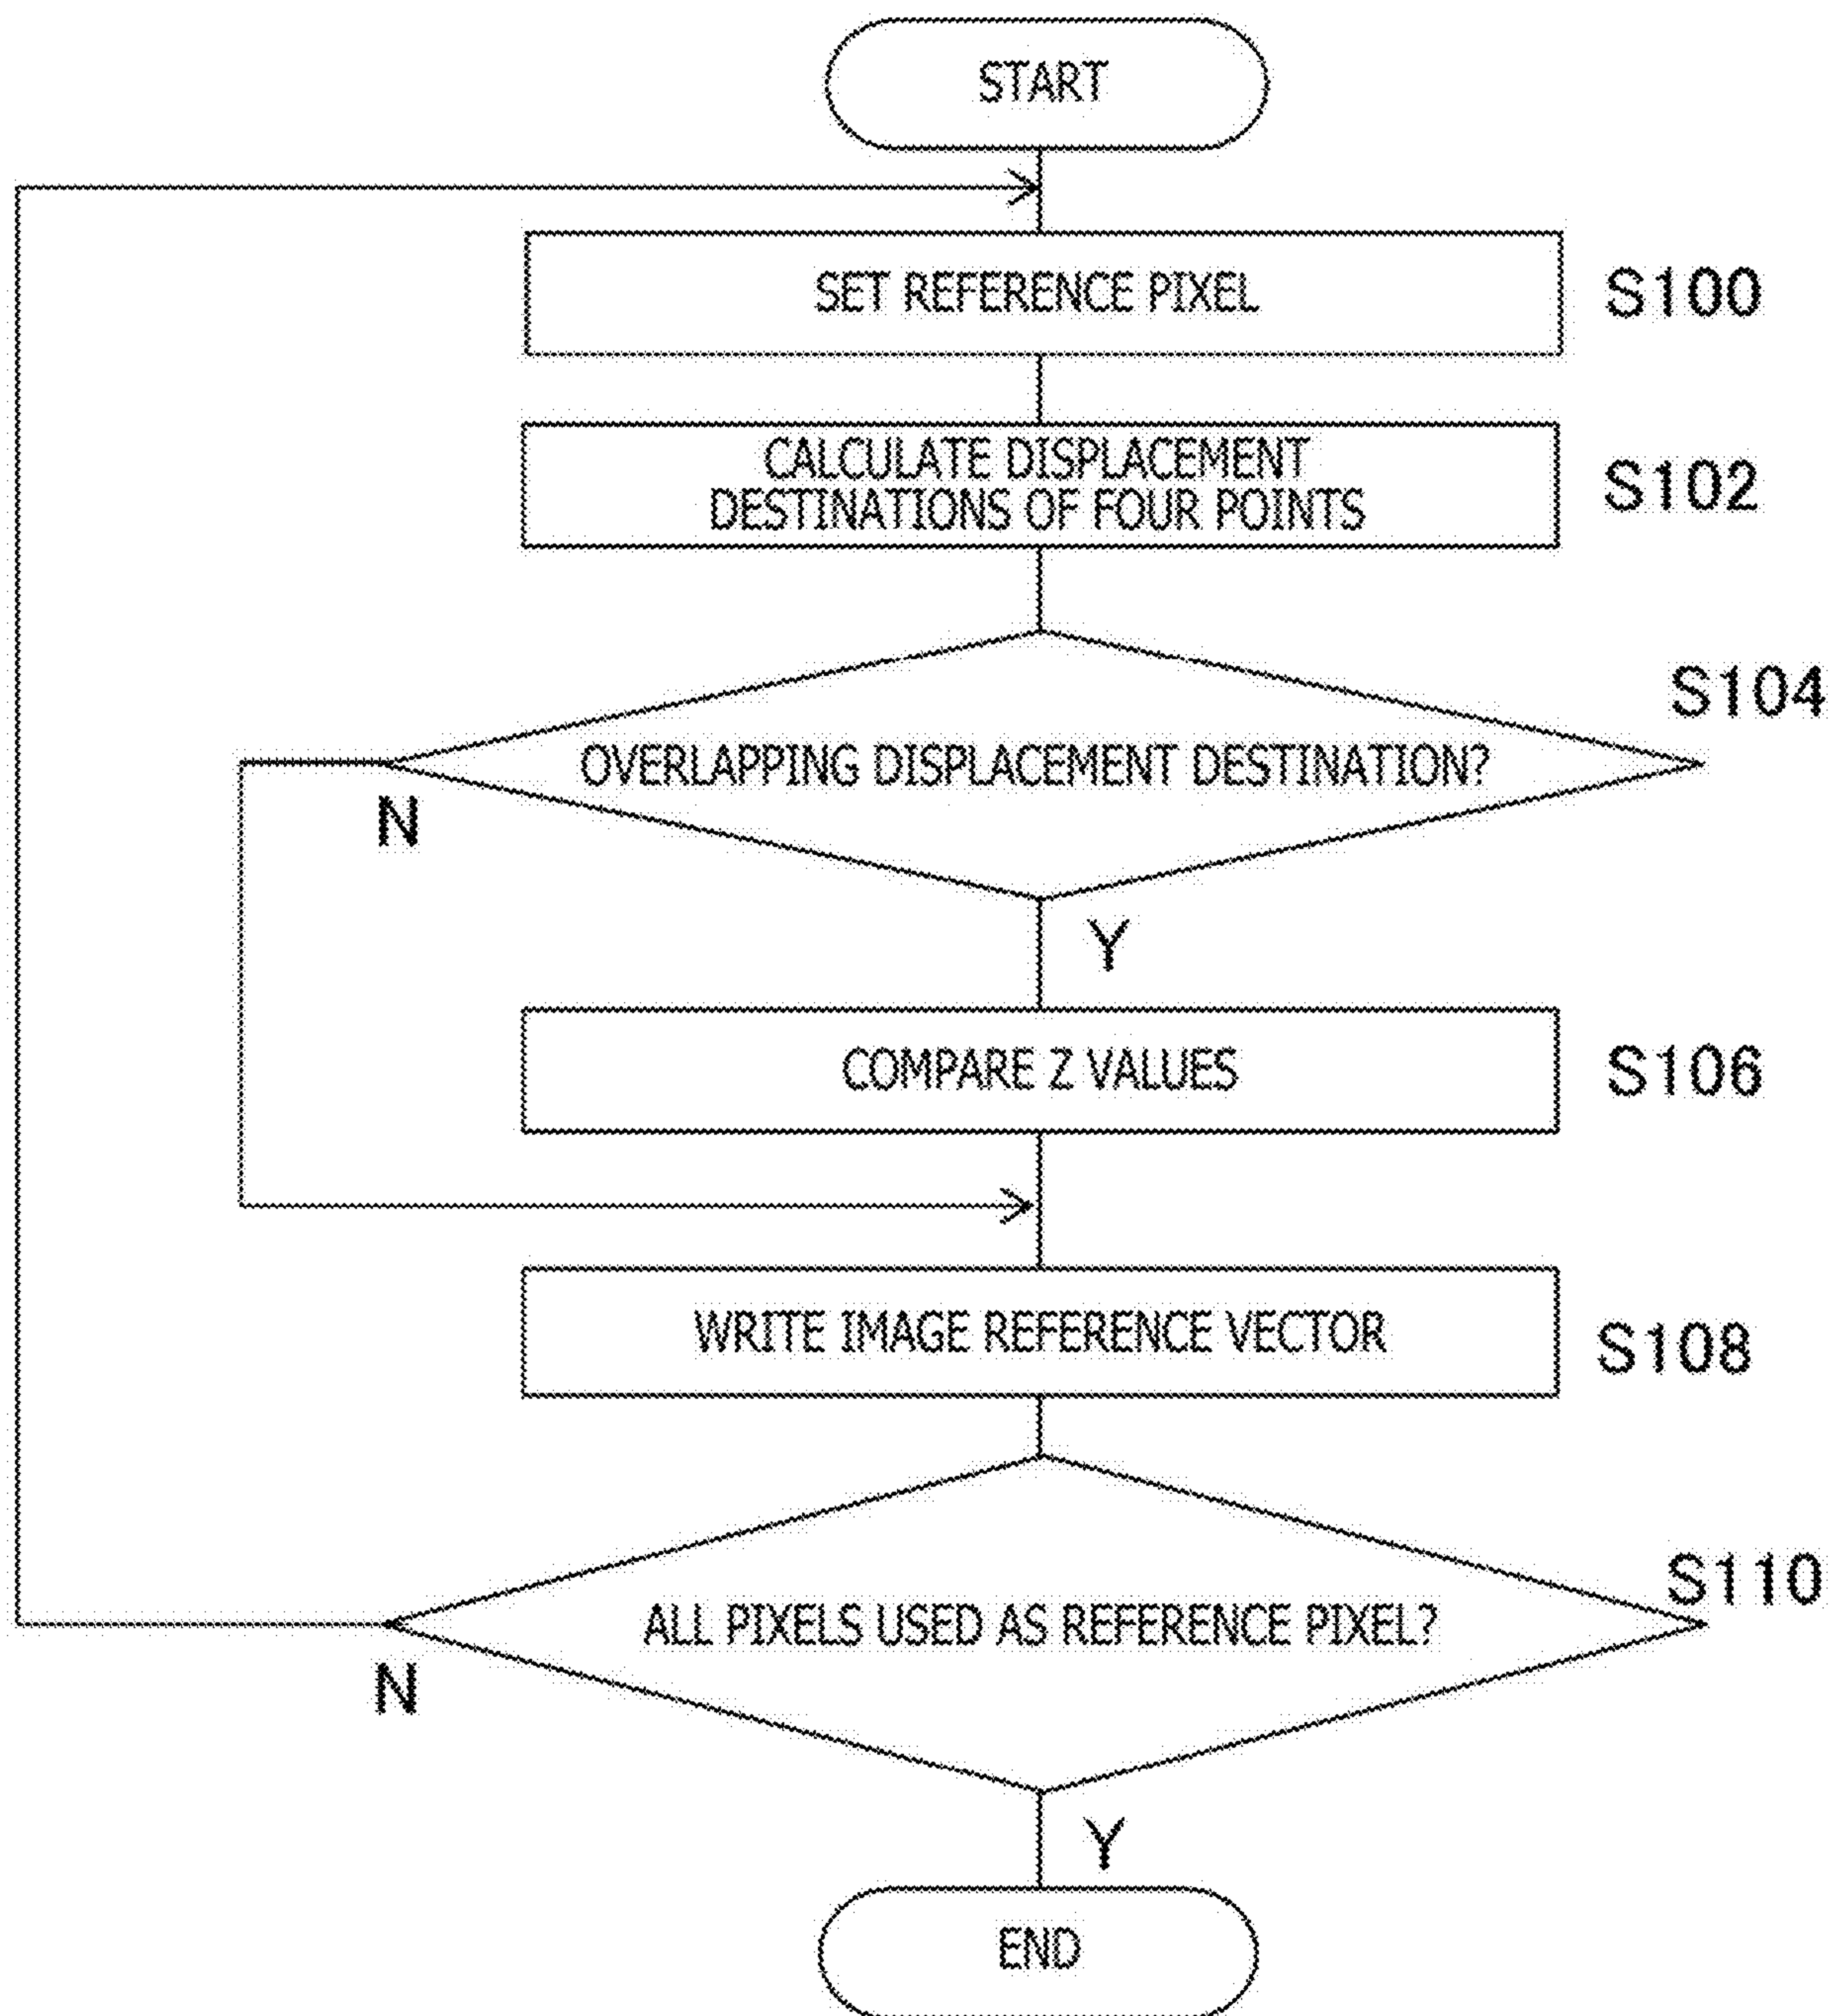 START
SET REFERENCE PIXEL
S100
CALCULATE DISPLACEMENT
DESTINATIONS OF FOUR POINTS
S102
S104
OVERLAPPING DISPLACEMENT DESTINATION?
N
Y
COMPARE Z VALUES
S106
WRITE IMAGE REFERENCE VECTOR
S108
S110
ALL PIXELS USED AS REFERENCE PIXEL?
N
Y
END